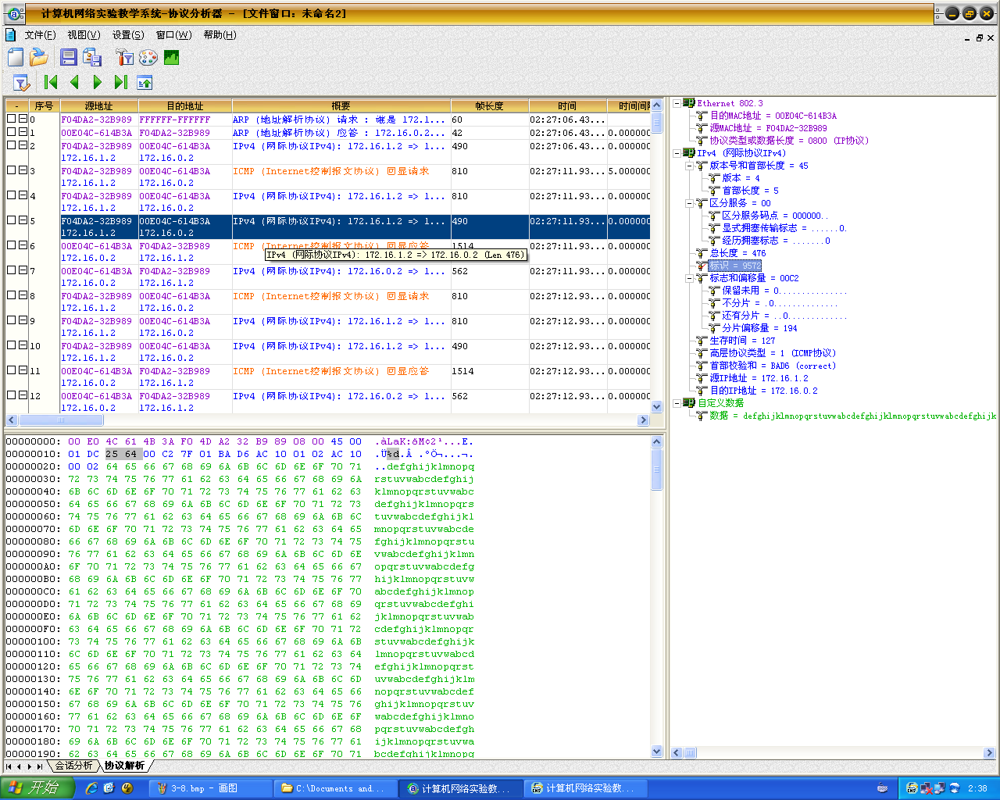 计算机网络实验教学系统-协议分析器 - [文件窗口: 未命名2]
文件(F) 视图(V) 设置(S) 窗口(W) 帮助(H)
- 序号 源地址 目的地址 概要 帧长度 时间 时间间
0 F04DA2-32B989 FFFFFF-FFFFFF ARP (地址解析协议) 请求 : 谁是 172.1... 60 02:27:06.43...
1 00E04C-614B3A F04DA2-32B989 ARP (地址解析协议) 应答 : 172.16.0.2... 42 02:27:06.43... 0.000000
2 F04DA2-32B989 00E04C-614B3A IPv4 (网际协议IPv4): 172.16.1.2 => 1... 490 02:27:11.93... 0.000000
172.16.1.2 172.16.0.2
3 F04DA2-32B989 00E04C-614B3A ICMP (Internet控制报文协议) 回显请求 810 02:27:11.93... 5.000000
172.16.1.2 172.16.0.2
4 F04DA2-32B989 00E04C-614B3A IPv4 (网际协议IPv4): 172.16.1.2 => 1... 810 02:27:11.93... 0.000000
172.16.1.2 172.16.0.2
5 F04DA2-32B989 00E04C-614B3A IPv4 (网际协议IPv4): 172.16.1.2 => 1... 490 02:27:11.93... 0.000000
172.16.1.2 172.16.0.2
6 00E04C-614B3A F04DA2-32B989 ICMP (Internet控制报文协议) 回显应答 1514 02:27:11.93... 0.000000
172.16.0.2 172.16.1.2
IPv4 (网际协议IPv4): 172.16.1.2 => 172.16.0.2 (Len 476)
7 00E04C-614B3A F04DA2-32B989 IPv4 (网际协议IPv4): 172.16.0.2 => 1... 562 02:27:11.93... 0.000000
172.16.0.2 172.16.1.2
8 F04DA2-32B989 00E04C-614B3A ICMP (Internet控制报文协议) 回显请求 810 02:27:12.93... 0.000000
172.16.1.2 172.16.0.2
9 F04DA2-32B989 00E04C-614B3A IPv4 (网际协议IPv4): 172.16.1.2 => 1... 810 02:27:12.93... 0.000000
172.16.1.2 172.16.0.2
10 F04DA2-32B989 00E04C-614B3A IPv4 (网际协议IPv4): 172.16.1.2 => 1... 490 02:27:12.93... 0.000000
172.16.1.2 172.16.0.2
11 00E04C-614B3A F04DA2-32B989 ICMP (Internet控制报文协议) 回显应答 1514 02:27:12.93... 0.000000
172.16.0.2 172.16.1.2
12 00E04C-614B3A F04DA2-32B989 IPv4 (网际协议IPv4): 172.16.0.2 => 1... 562 02:27:12.93... 0.000000
172.16.0.2 172.16.1.2
Ethernet 802.3
目的MAC地址 = 00E04C-614B3A
源MAC地址 = F04DA2-32B989
协议类型或数据长度 = 0800 (IP协议)
IPv4 (网际协议IPv4)
版本号和首部长度 = 45
版本 = 4
首部长度 = 5
区分服务 = 00
区分服务码点 = 000000..
显式拥塞传输标志 = ......0.
经历拥塞标志 = .......0
总长度 = 476
标识 = 9572
标志和偏移量 = 00C2
保留未用 = 0...............
不分片 = .0..............
还有分片 = ..0.............
分片偏移量 = 194
生存时间 = 127
高层协议类型 = 1 (ICMP协议)
首部校验和 = BAD6 (correct)
源IP地址 = 172.16.1.2
目的IP地址 = 172.16.0.2
自定义数据
数据 = defghijklmnopqrstuvwabcdefghijklmnopqrstuvwabcdefghijk
00000000: 00 E0 4C 61 4B 3A F0 4D A2 32 B9 89 08 00 45 00 .àLaK:ðM¢2¹...E.
00000010: 01 DC 25 64 00 C2 7F 01 BA D6 AC 10 01 02 AC 10 .Ü%d.Â .ºÖ¬...¬.
00000020: 00 02 64 65 66 67 68 69 6A 6B 6C 6D 6E 6F 70 71 ..defghijklmnopq
00000030: 72 73 74 75 76 77 61 62 63 64 65 66 67 68 69 6A rstuvwabcdefghij
00000040: 6B 6C 6D 6E 6F 70 71 72 73 74 75 76 77 61 62 63 klmnopqrstuvwabc
00000050: 64 65 66 67 68 69 6A 6B 6C 6D 6E 6F 70 71 72 73 defghijklmnopqrs
00000060: 74 75 76 77 61 62 63 64 65 66 67 68 69 6A 6B 6C tuvwabcdefghijkl
00000070: 6D 6E 6F 70 71 72 73 74 75 76 77 61 62 63 64 65 mnopqrstuvwabcde
00000080: 66 67 68 69 6A 6B 6C 6D 6E 6F 70 71 72 73 74 75 fghijklmnopqrstu
00000090: 76 77 61 62 63 64 65 66 67 68 69 6A 6B 6C 6D 6E vwabcdefghijklmn
000000A0: 6F 70 71 72 73 74 75 76 77 61 62 63 64 65 66 67 opqrstuvwabcdefg
000000B0: 68 69 6A 6B 6C 6D 6E 6F 70 71 72 73 74 75 76 77 hijklmnopqrstuvw
000000C0: 61 62 63 64 65 66 67 68 69 6A 6B 6C 6D 6E 6F 70 abcdefghijklmnop
000000D0: 71 72 73 74 75 76 77 61 62 63 64 65 66 67 68 69 qrstuvwabcdefghi
000000E0: 6A 6B 6C 6D 6E 6F 70 71 72 73 74 75 76 77 61 62 jklmnopqrstuvwab
000000F0: 63 64 65 66 67 68 69 6A 6B 6C 6D 6E 6F 70 71 72 cdefghijklmnopqr
00000100: 73 74 75 76 77 61 62 63 64 65 66 67 68 69 6A 6B stuvwabcdefghijk
00000110: 6C 6D 6E 6F 70 71 72 73 74 75 76 77 61 62 63 64 lmnopqrstuvwabcd
00000120: 65 66 67 68 69 6A 6B 6C 6D 6E 6F 70 71 72 73 74 efghijklmnopqrst
00000130: 75 76 77 61 62 63 64 65 66 67 68 69 6A 6B 6C 6D uvwabcdefghijklm
00000140: 6E 6F 70 71 72 73 74 75 76 77 61 62 63 64 65 66 nopqrstuvwabcdef
00000150: 67 68 69 6A 6B 6C 6D 6E 6F 70 71 72 73 74 75 76 ghijklmnopqrstuv
00000160: 77 61 62 63 64 65 66 67 68 69 6A 6B 6C 6D 6E 6F wabcdefghijklmno
00000170: 70 71 72 73 74 75 76 77 61 62 63 64 65 66 67 68 pqrstuvwabcdefgh
00000180: 69 6A 6B 6C 6D 6E 6F 70 71 72 73 74 75 76 77 61 ijklmnopqrstuvwa
00000190: 62 63 64 65 66 67 68 69 6A 6B 6C 6D 6E 6F 70 71 bcdefghijklmnopq
会话分析 协议解析
开始 3-8.bmp - 画图 C:\Documents and... 计算机网络实验教... 计算机网络实验教... 2:38